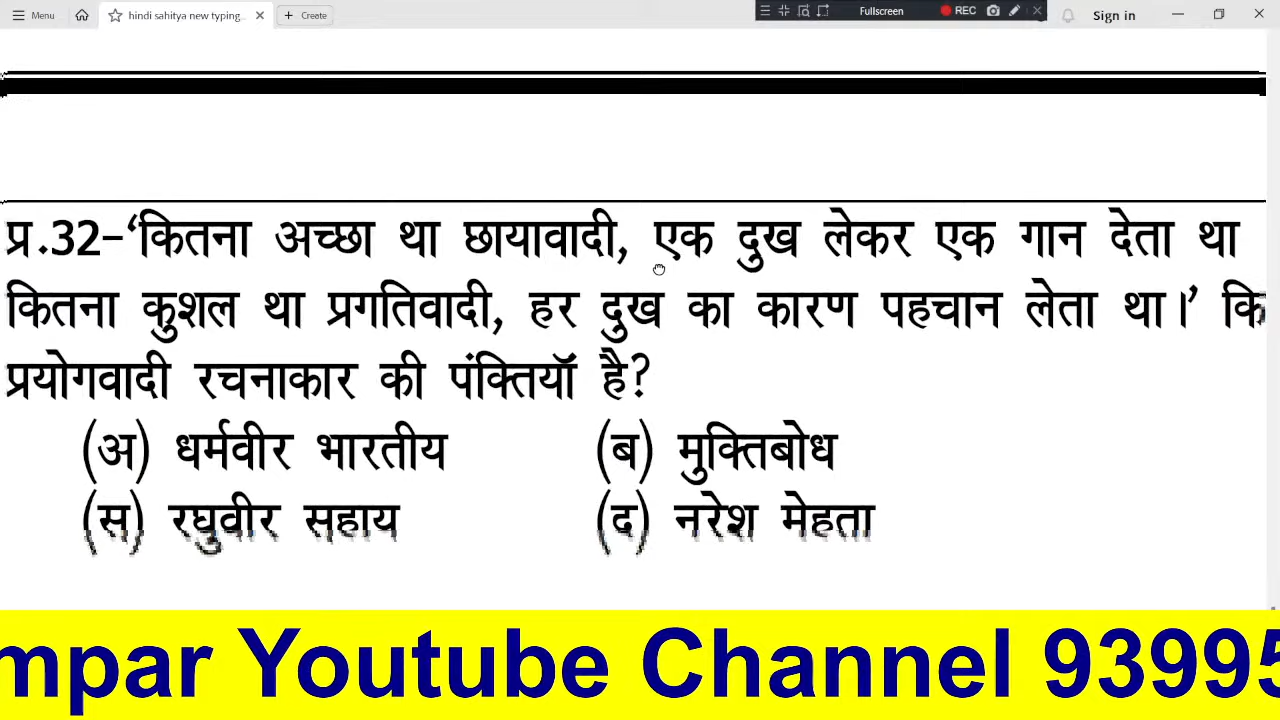 Menu
hindi sahitya new typing...
Create
Fullscreen
REC
Sign in
प्र.32–‘कितना अच्छा था छायावादी, एक दुख लेकर एक गान देता था
कितना कुशल था प्रगतिवादी, हर दुख का कारण पहचान लेता था।’ कि
प्रयोगवादी रचनाकार की पंक्तियॉ है?
(अ) धर्मवीर भारतीय (ब) मुक्तिबोध
(स) रघुवीर सहाय (द) नरेश मेहता
mpar Youtube Channel 93995